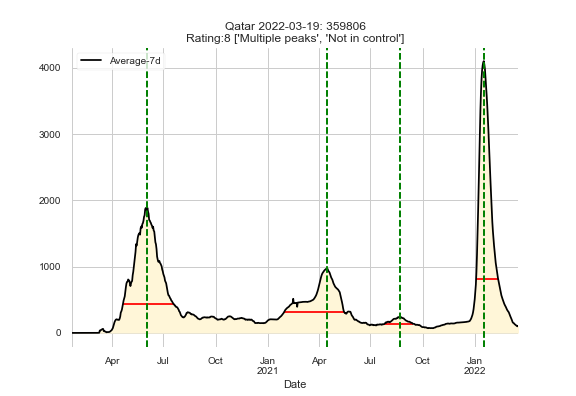 Qatar 2022-03-19: 359806
Rating:8 ['Multiple peaks', 'Not in control']
Average-7d
4000
3000
2000
1000
0
Apr Jul Oct Jan Apr Jul Oct Jan
2021 2022
Date